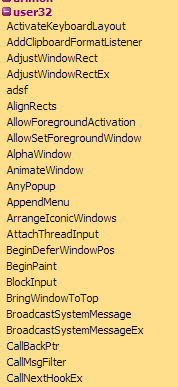 user32
ActivateKeyboardLayout
AddClipboardFormatListener
AdjustWindowRect
AdjustWindowRectEx
adsf
AlignRects
AllowForegroundActivation
AllowSetForegroundWindow
AlphaWindow
AnimateWindow
AnyPopup
AppendMenu
ArrangeIconicWindows
AttachThreadInput
BeginDeferWindowPos
BeginPaint
BlockInput
BringWindowToTop
BroadcastSystemMessage
BroadcastSystemMessageEx
CallBackPtr
CallMsgFilter
CallNextHookEx